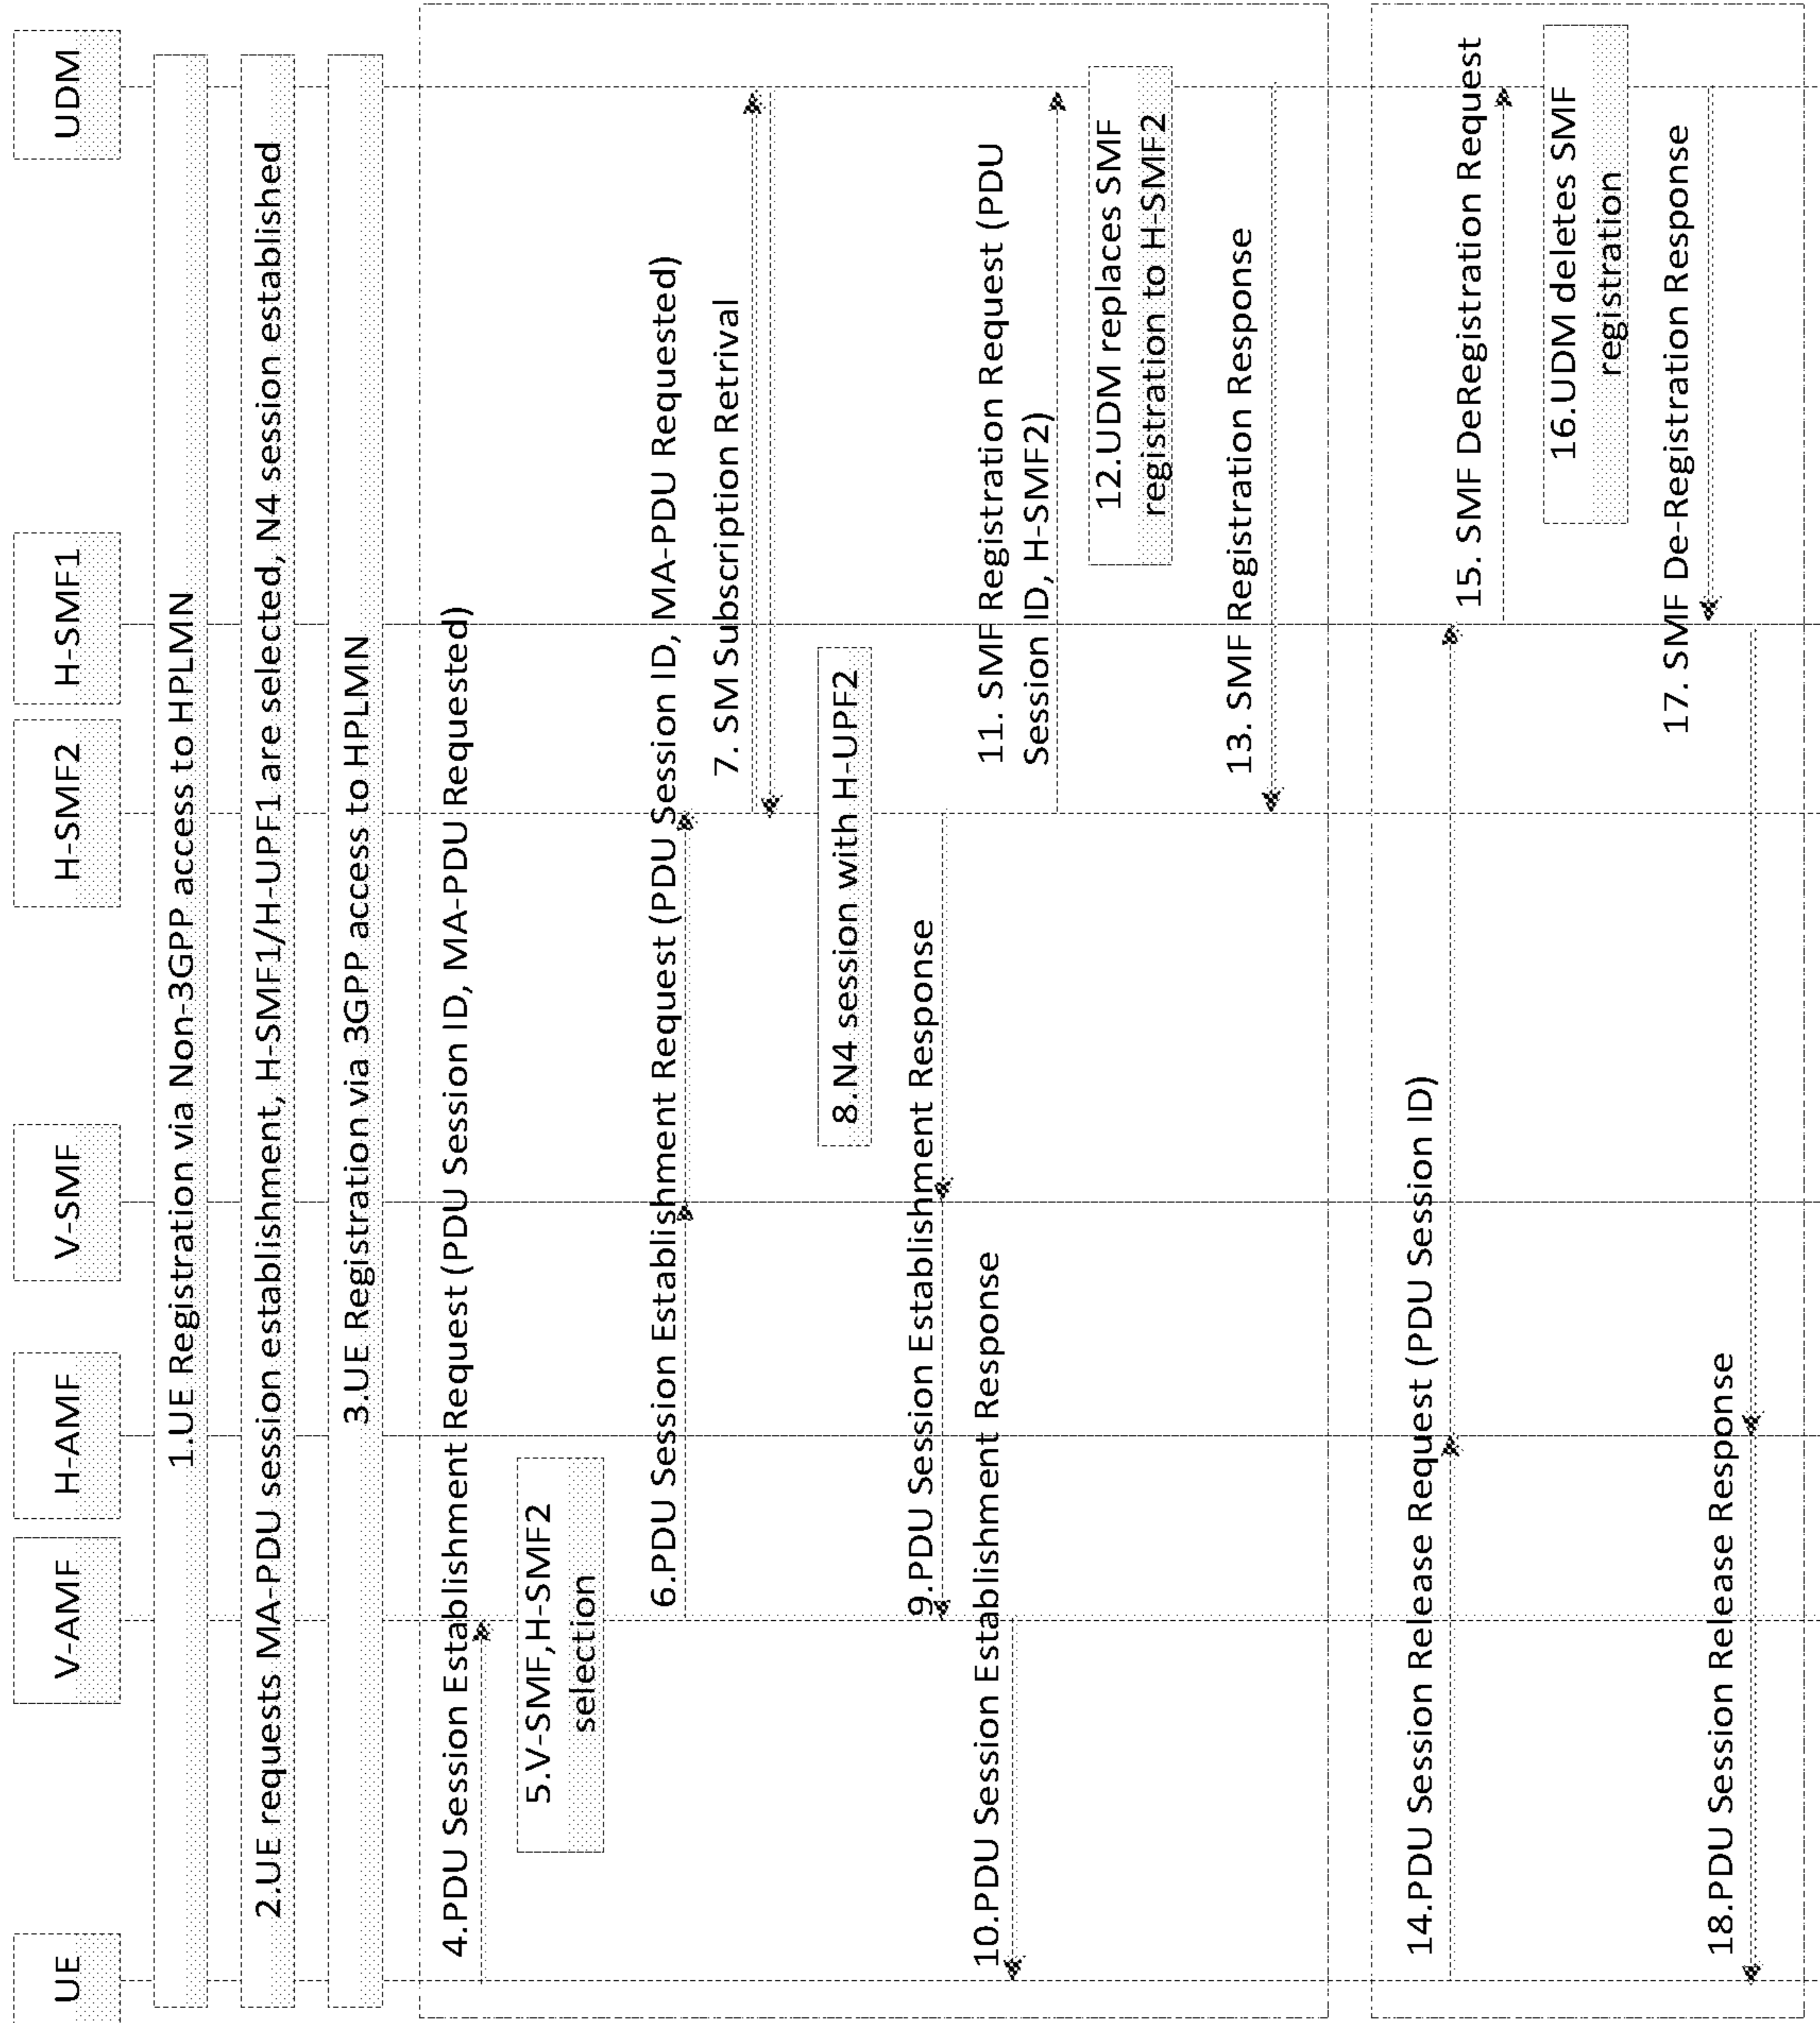 UE
V-AMF
H-AMF
V-SMF
H-SMF2
H-SMF1
UDM
1.UE Registration via Non-3GPP access to HPLMN
2.UE requests MA-PDU session establishment, H-SMF1/H-UPF1 are selected, N4 session established
3.UE Registration via 3GPP access to HPLMN
4.PDU Session Establishment Request (PDU Session ID, MA-PDU Requested)
5.V-SMF,H-SMF2
selection
6.PDU Session Establishment Request (PDU Session ID, MA-PDU Requested)
7. SM Subscription Retrival
8.N4 session with H-UPF2
9.PDU Session Establishment Response
10.PDU Session Establishment Response
11. SMF Registration Request (PDU
Session ID, H-SMF2)
12.UDM replaces SMF
registration to H-SMF2
13. SMF Registration Response
14.PDU Session Release Request (PDU Session ID)
15. SMF DeRegistration Request
16.UDM deletes SMF
registration
17. SMF De-Registration Response
18.PDU Session Release Response